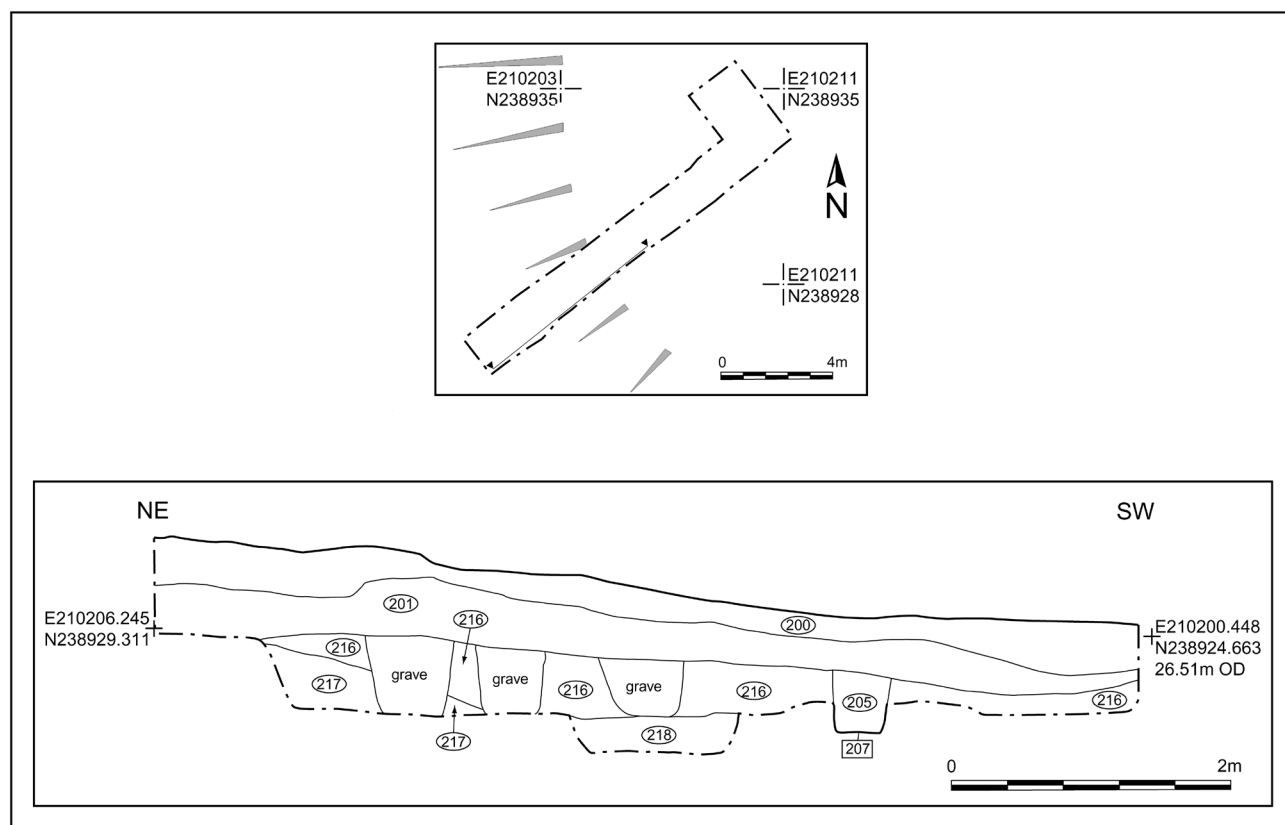 E210203
N238935
E210211
N238935
N
E210211
N238928
0 4m
NE
SW
201
216
200
E210206.245
N238929.311
E210200.448
N238924.663
26.51m OD
216
217
grave
grave
216
grave
216
205
216
217
218
207
0 2m